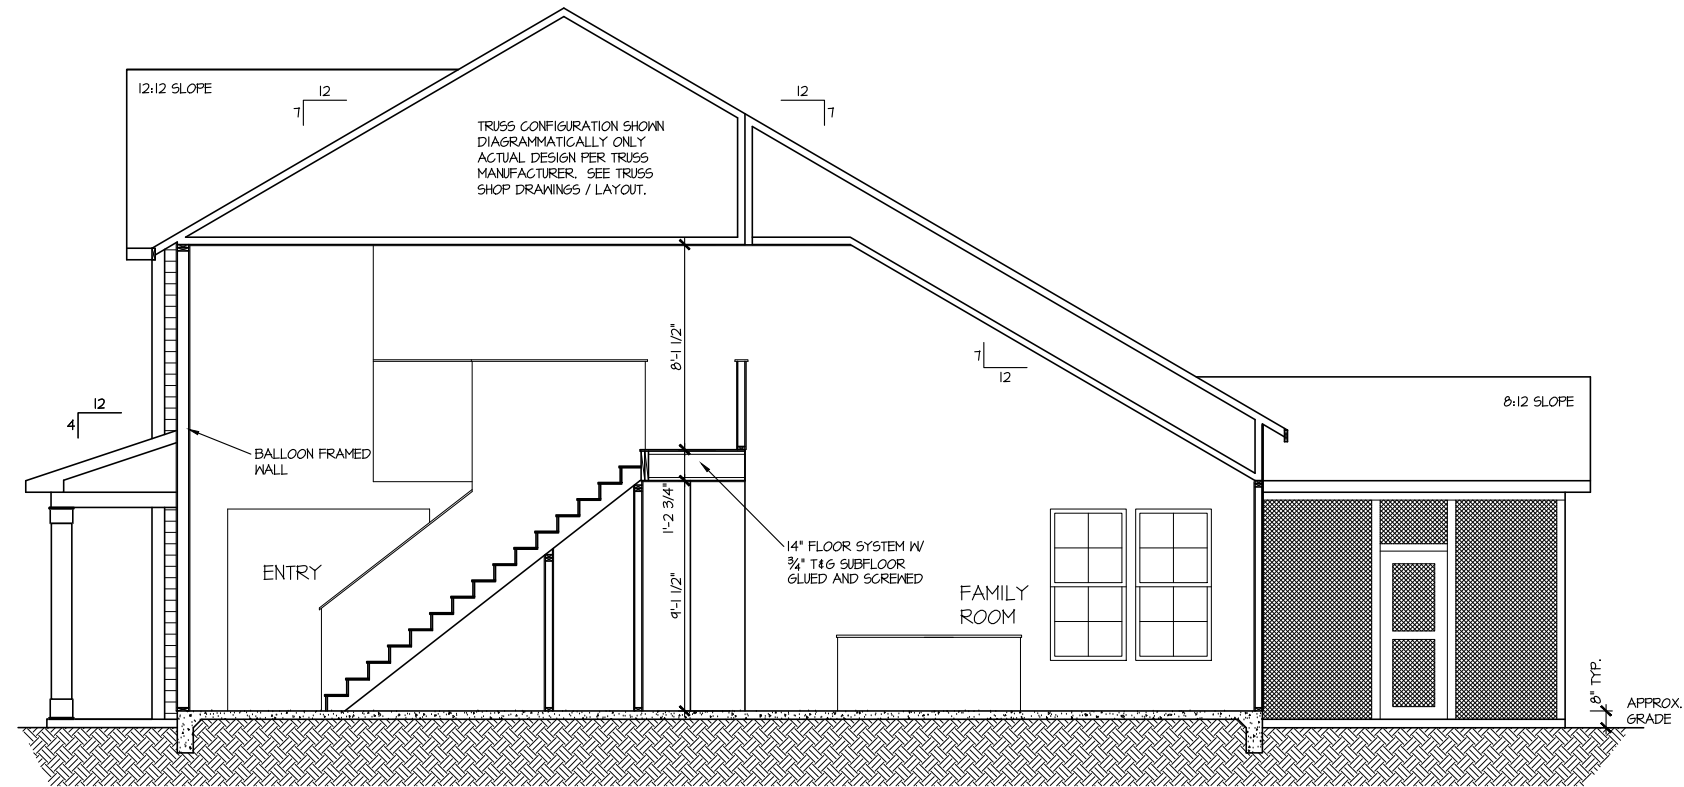 12:12 SLOPE
12
7
12
7
TRUSS CONFIGURATION SHOWN
DIAGRAMMATICALLY ONLY
ACTUAL DESIGN PER TRUSS
MANUFACTURER. SEE TRUSS
SHOP DRAWINGS / LAYOUT.
8'-1 1/2"
7
12
8:12 SLOPE
12
4
BALLOON FRAMED
WALL
1'-2 3/4"
14" FLOOR SYSTEM W/
3/4" T&G SUBFLOOR
GLUED AND SCREWED
ENTRY
9'-1 1/2"
FAMILY
ROOM
8" TYP.
APPROX.
GRADE